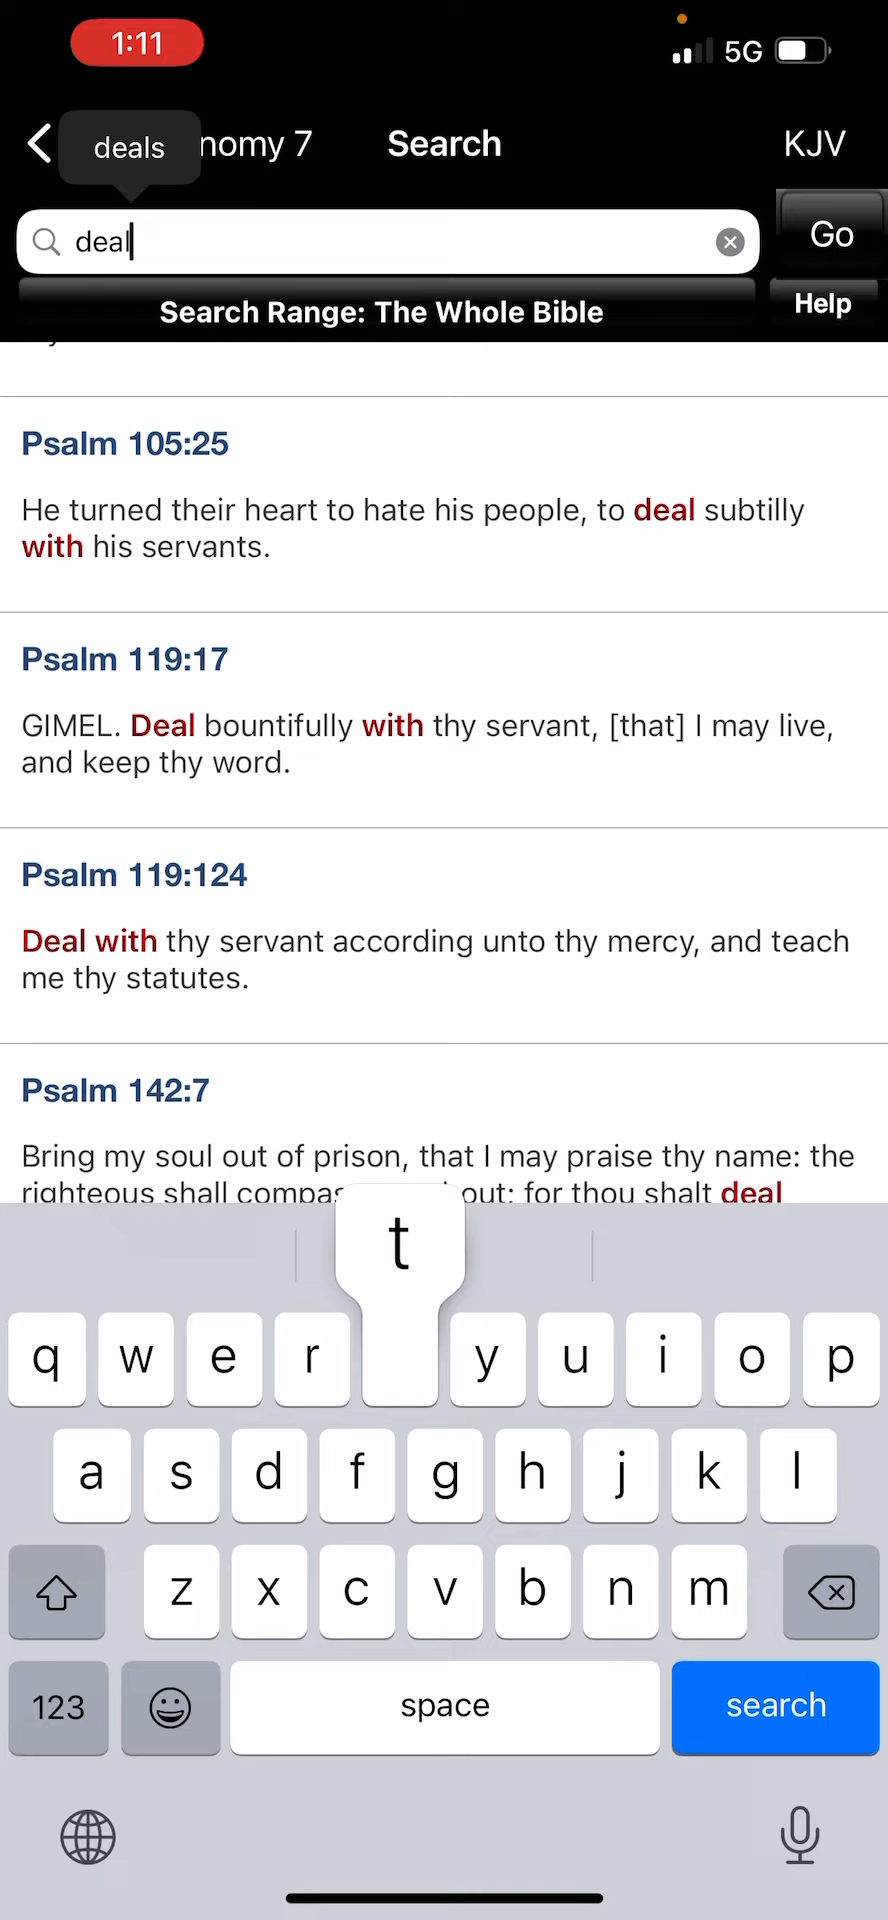 1:11
5G
deals
nomy 7
Search
KJV
deal
Go
Search Range: The Whole Bible
Help
Psalm 105:25
He turned their heart to hate his people, to deal subtilly
with his servants.
Psalm 119:17
GIMEL. Deal bountifully with thy servant, [that] I may live,
and keep thy word.
Psalm 119:124
Deal with thy servant according unto thy mercy, and teach
me thy statutes.
Psalm 142:7
Bring my soul out of prison, that I may praise thy name: the
righteous shall out: for thou shalt deal
t
q w e r y u i o p
a s d f g h j k l
z x c v b n m
123 space search